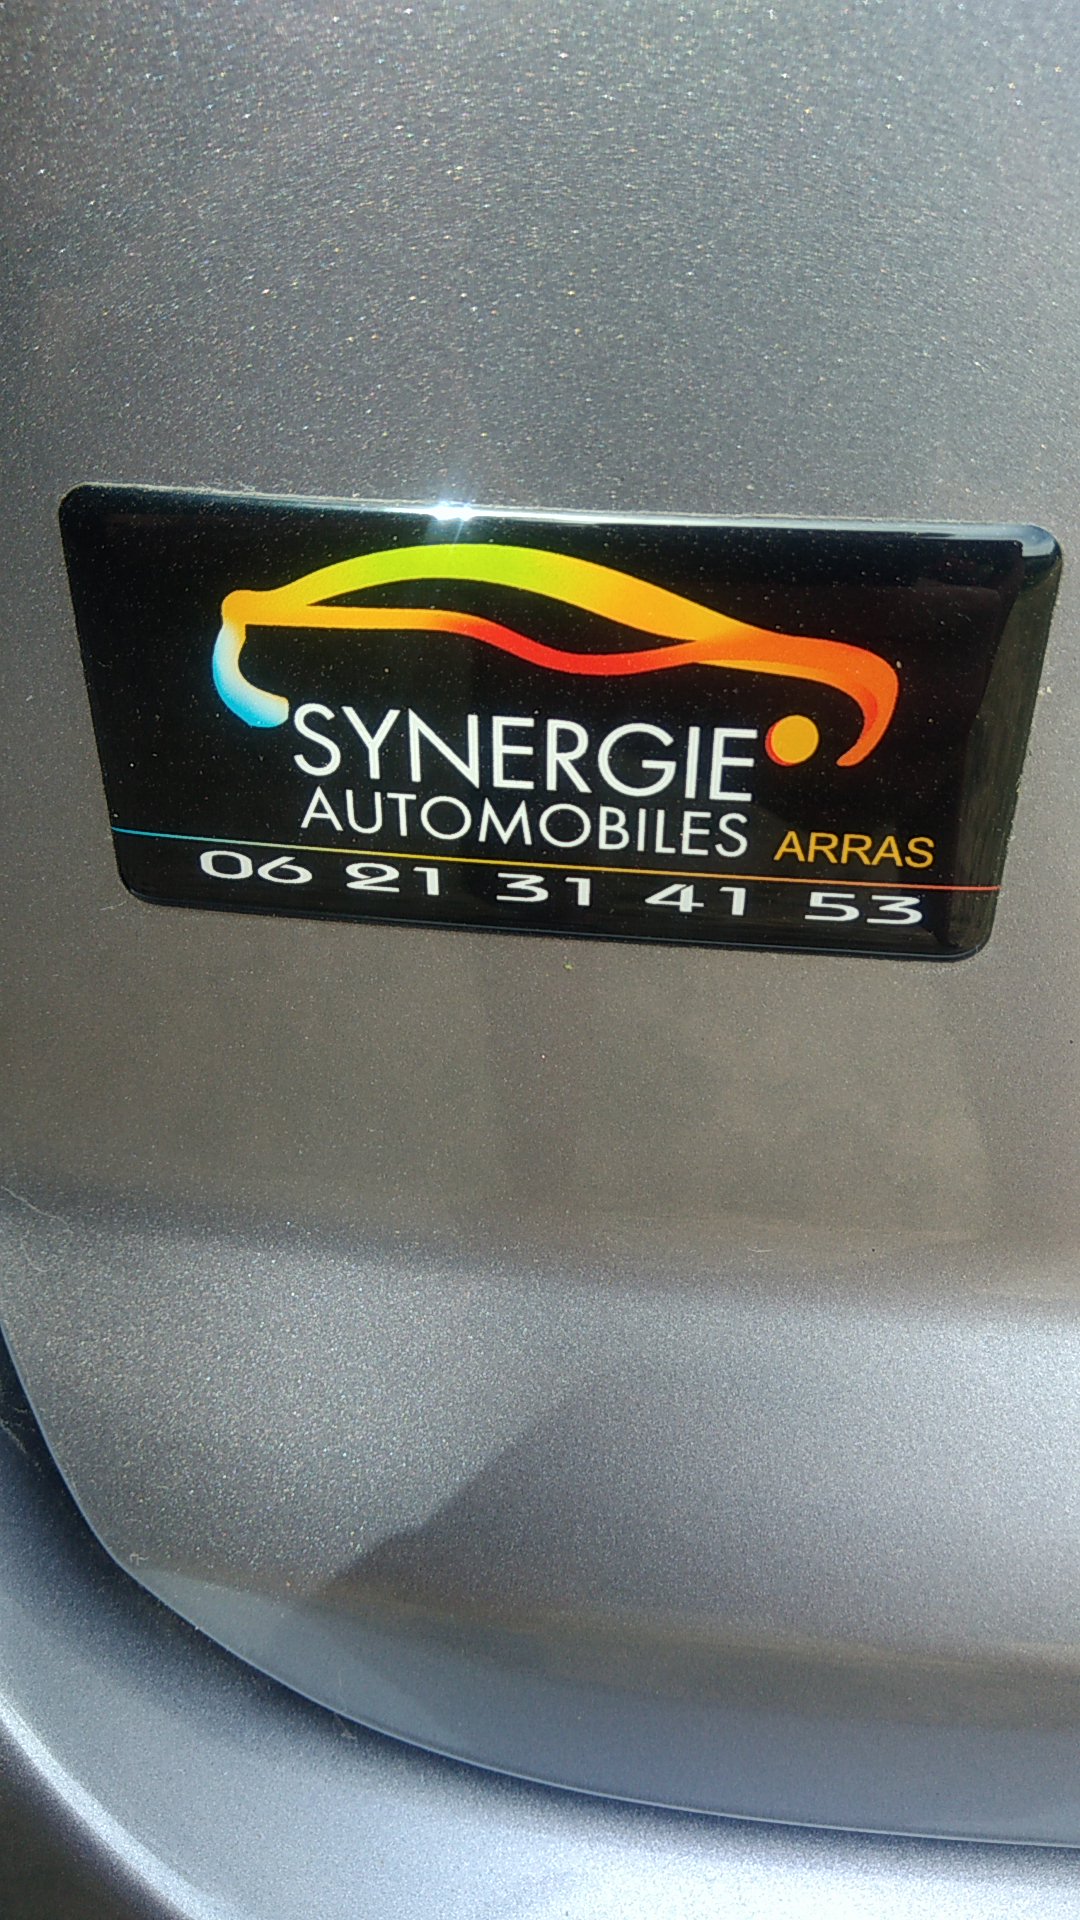 SYNERGIE
AUTOMOBILES ARRAS
06 21 31 41 53